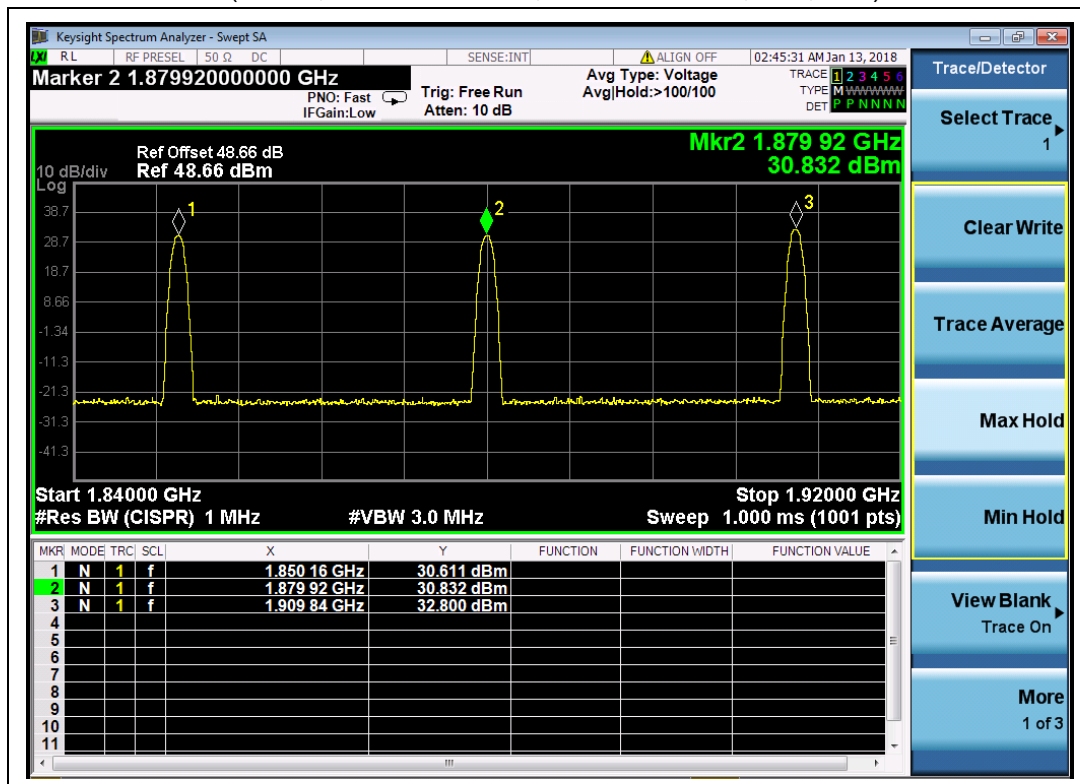 Keysight Spectrum Analyzer - Swept SA
LXI RL RF PRESEL 50 Ω DC SENSE:INT ALIGN OFF 02:45:31 AM Jan 13, 2018
Marker 2 1.879920000000 GHz
PNO: Fast
IFGain:Low
Trig: Free Run
Atten: 10 dB
Avg Type: Voltage
Avg|Hold:>100/100
TRACE 1 2 3 4 5 6
TYPE M WWWWW
DET P P N N N N
Mkr2 1.879 92 GHz
30.832 dBm
Ref Offset 48.66 dB
10 dB/div Ref 48.66 dBm
Log
38.7
28.7
18.7
8.66
-1.34
-11.3
-21.3
-31.3
-41.3
1
2
3
Start 1.84000 GHz Stop 1.92000 GHz
#Res BW (CISPR) 1 MHz #VBW 3.0 MHz Sweep 1.000 ms (1001 pts)
MKR MODE TRC SCL X Y FUNCTION FUNCTION WIDTH FUNCTION VALUE
1 N 1 f 1.850 16 GHz 30.611 dBm
2 N 1 f 1.879 92 GHz 30.832 dBm
3 N 1 f 1.909 84 GHz 32.800 dBm
4
5
6
7
8
9
10
11
Trace/Detector
Select Trace
1
Clear Write
Trace Average
Max Hold
Min Hold
View Blank
Trace On
More
1 of 3